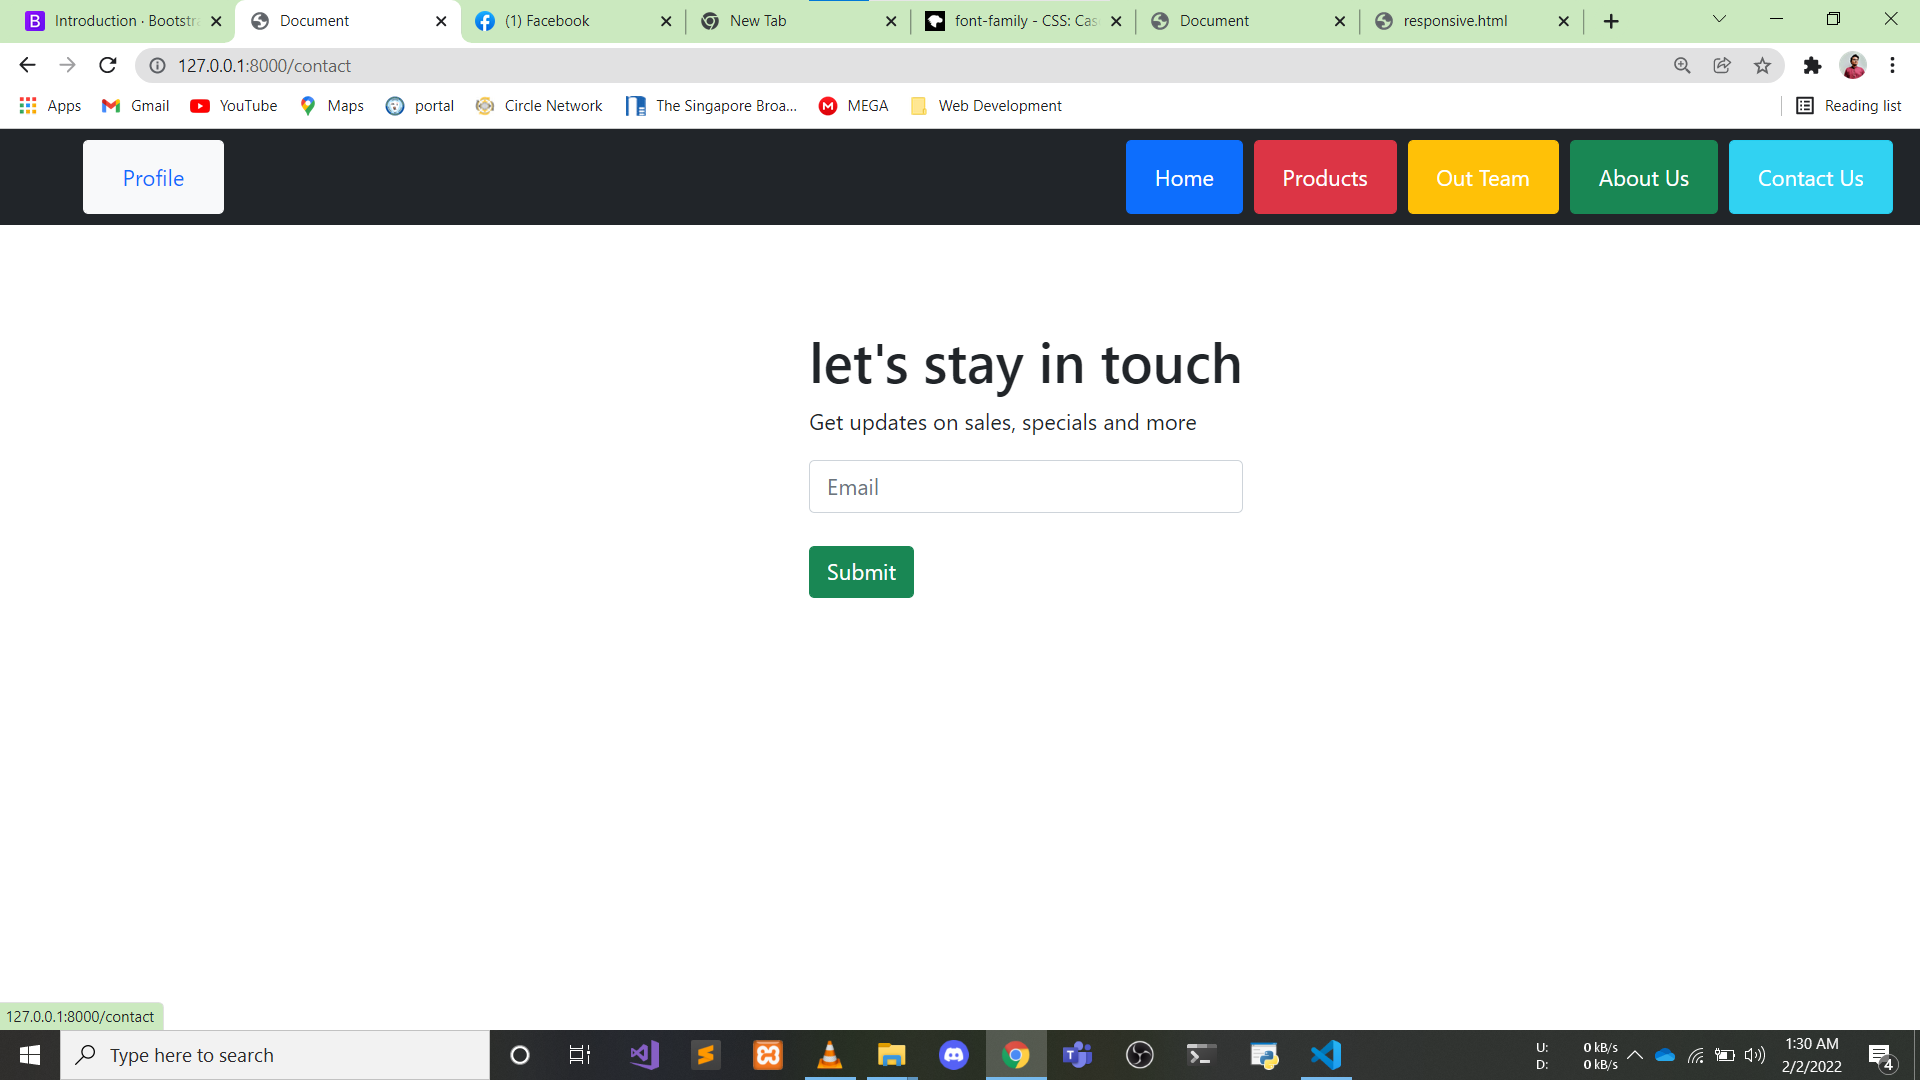 Introduction · Bootstra
Document
(1) Facebook
New Tab
font-family - CSS: Cas
Document
responsive.html
127.0.0.1:8000/contact
Apps
Gmail
YouTube
Maps
portal
Circle Network
The Singapore Broa...
MEGA
Web Development
Reading list
Profile
Home
Products
Out Team
About Us
Contact Us
let's stay in touch
Get updates on sales, specials and more
Email
Submit
127.0.0.1:8000/contact
Type here to search
U: 0 kB/s
D: 0 kB/s
1:30 AM
2/2/2022
4